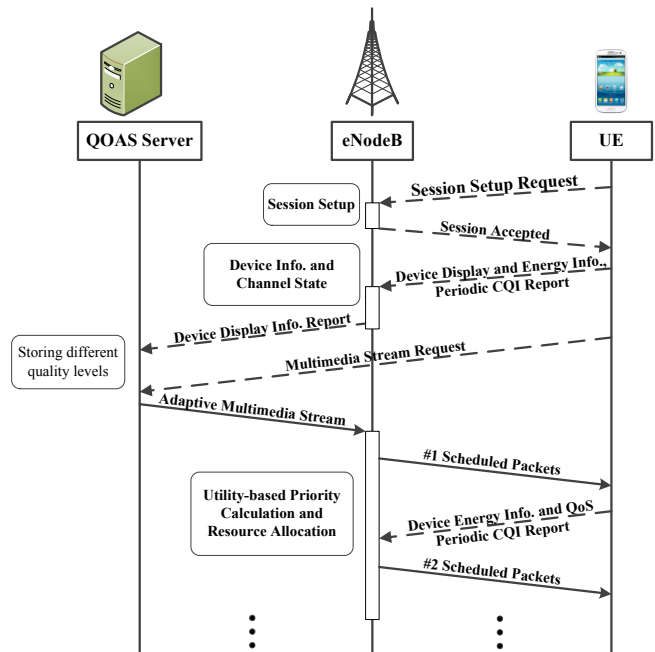 QOAS Server
eNodeB
UE
Session Setup Request
Session Setup
Session Accepted
Device Info. and
Channel State
Device Display and Energy Info.,
Periodic CQI Report
Device Display Info. Report
Storing different
quality levels
Multimedia Stream Request
Adaptive Multimedia Stream
#1 Scheduled Packets
Utility-based Priority
Calculation and
Resource Allocation
Device Energy Info. and QoS
Periodic CQI Report
#2 Scheduled Packets